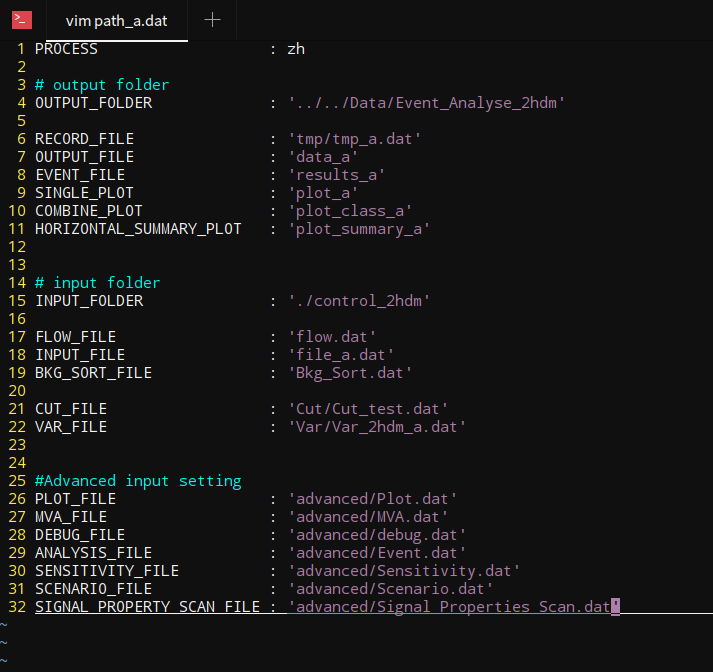 vim path_a.dat
1 PROCESS : zh
2
3 # output folder
4 OUTPUT_FOLDER : '../../Data/Event_Analyse_2hdm'
5
6 RECORD_FILE : 'tmp/tmp_a.dat'
7 OUTPUT_FILE : 'data_a'
8 EVENT_FILE : 'results_a'
9 SINGLE_PLOT : 'plot_a'
10 COMBINE_PLOT : 'plot_class_a'
11 HORIZONTAL_SUMMARY_PLOT : 'plot_summary_a'
12
13
14 # input folder
15 INPUT_FOLDER : './control_2hdm'
16
17 FLOW_FILE : 'flow.dat'
18 INPUT_FILE : 'file_a.dat'
19 BKG_SORT_FILE : 'Bkg_Sort.dat'
20
21 CUT_FILE : 'Cut/Cut_test.dat'
22 VAR_FILE : 'Var/Var_2hdm_a.dat'
23
24
25 #Advanced input setting
26 PLOT_FILE : 'advanced/Plot.dat'
27 MVA_FILE : 'advanced/MVA.dat'
28 DEBUG_FILE : 'advanced/debug.dat'
29 ANALYSIS_FILE : 'advanced/Event.dat'
30 SENSITIVITY_FILE : 'advanced/Sensitivity.dat'
31 SCENARIO_FILE : 'advanced/Scenario.dat'
32 SIGNAL_PROPERTY_SCAN_FILE : 'advanced/Signal_Properties_Scan.dat'
~
~
~